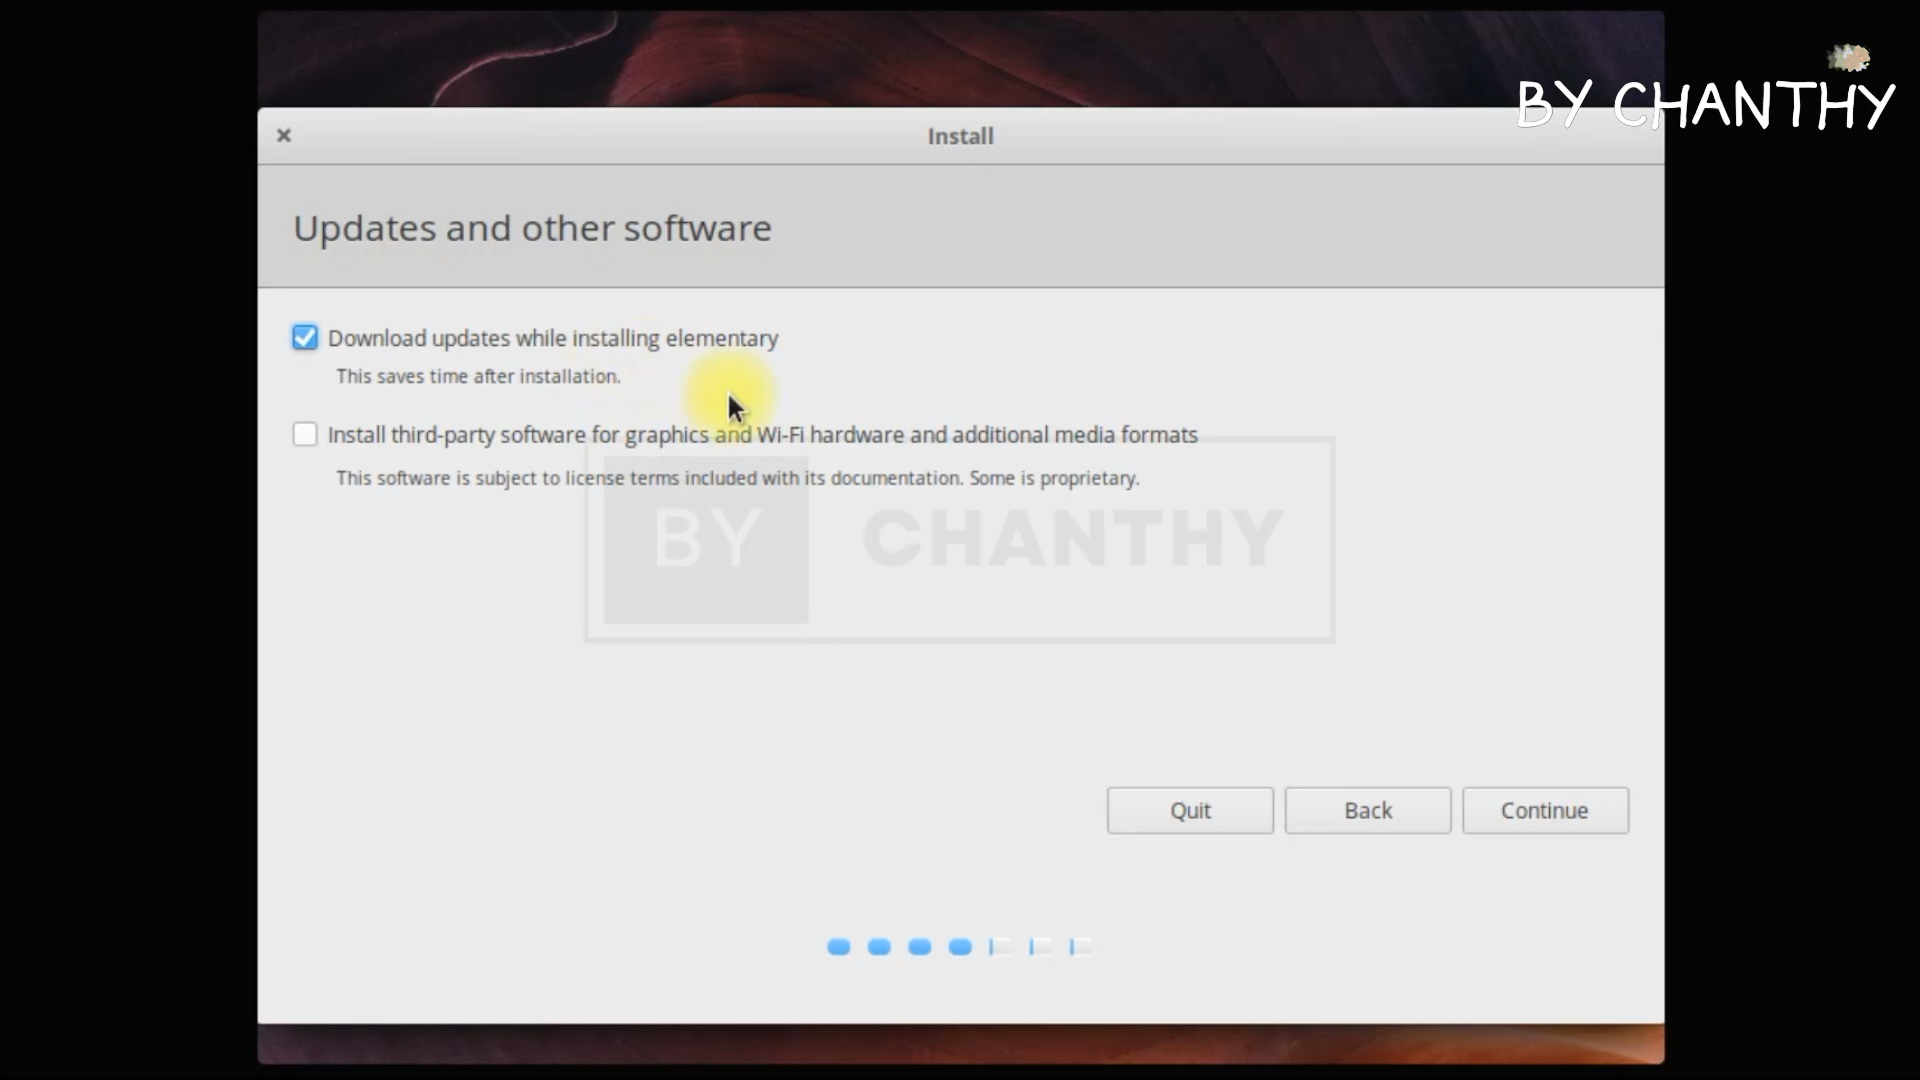 BY CHANTHY
Install
Updates and other software
Download updates while installing elementary
This saves time after installation.
Install third-party software for graphics and Wi-Fi hardware and additional media formats
This software is subject to license terms included with its documentation. Some is proprietary.
BY CHANTHY
Quit Back Continue